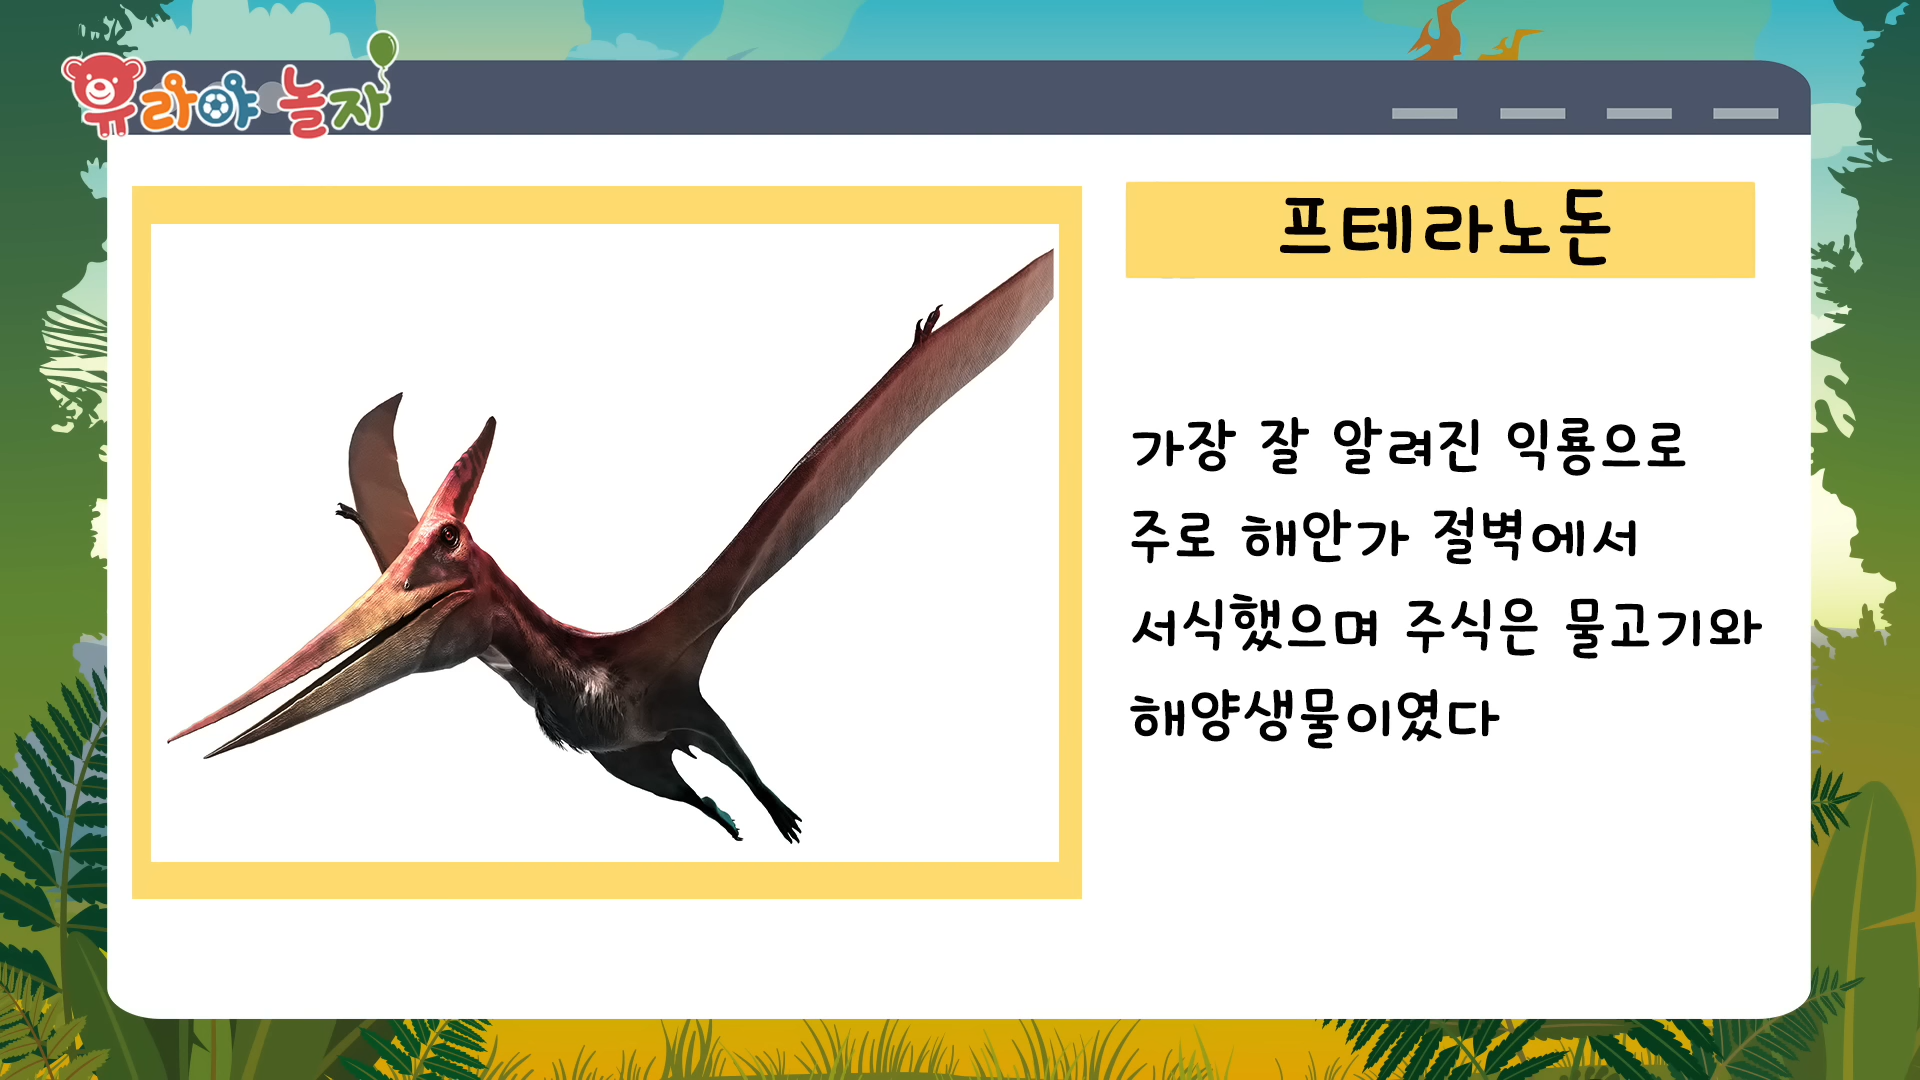 유라야 놀자
프테라노돈
가장 잘 알려진 익룡으로
주로 해안가 절벽에서
서식했으며 주식은 물고기와
해양생물이였다